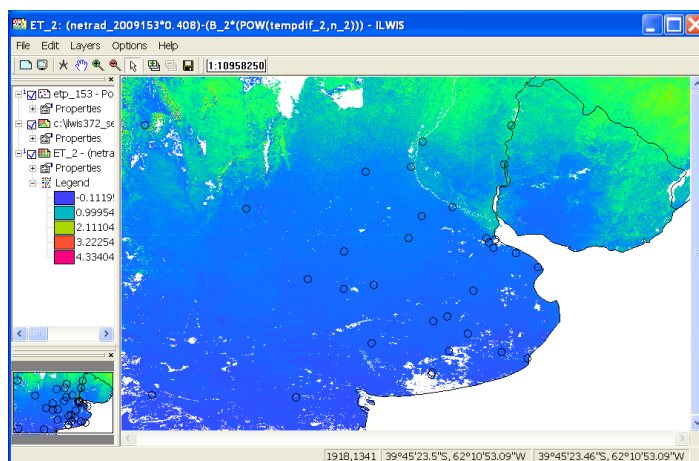 ET_2: (netrad_2009153*0.408)-(B_2*(POW(tempdif_2,n_2))) - ILWIS
File Edit Layers Options Help
1:10958250
etp_153 - Po
Properties
c:\ilwis372_se
Properties
ET_2 - (netra
Properties
Legend
-0.1119
0.99954
2.11104
3.22254
4.33404
1918,1341 39°45'23.5"S, 62°10'53.09"W 39°45'23.46"S, 62°10'53.09"W